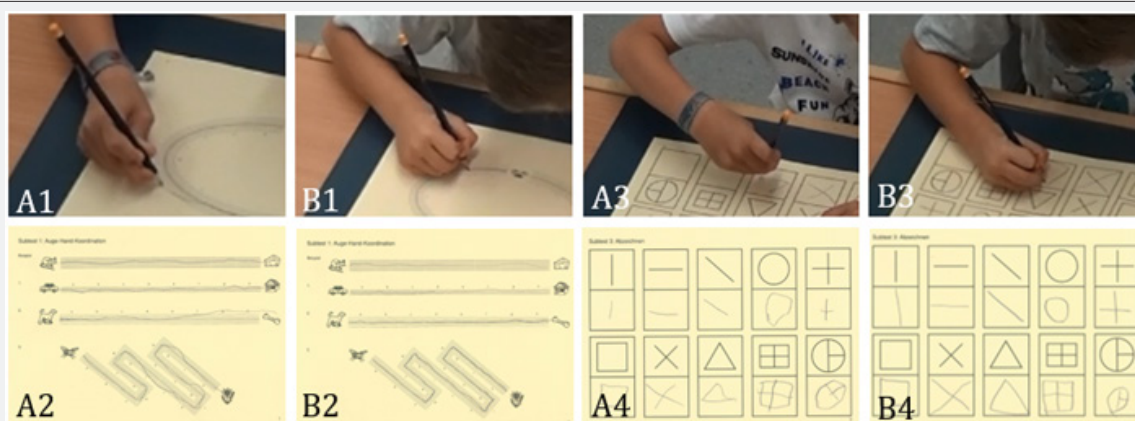 A1
B1
I LIKE
SUNSHINE
BEACH
FUN
A3
B3
Subtest 1: Auge-Hand-Koordination
A2
Subtest 1: Auge-Hand-Koordination
B2
Subtest 3: Abzeichnen
A4
Subtest 3: Abzeichnen
B4